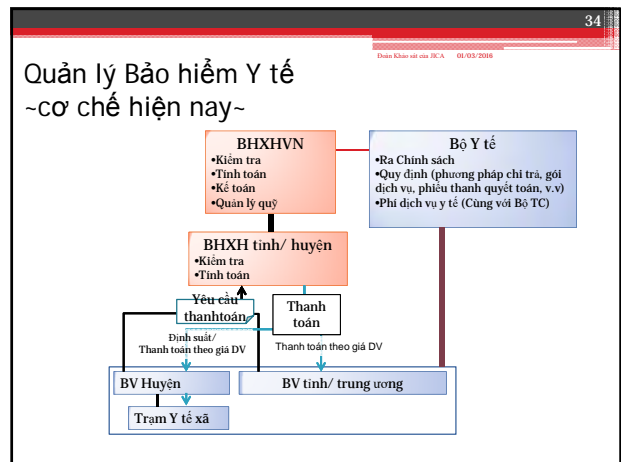 34
Đoàn Khảo sát của JICA 01/03/2016
Quản lý Bảo hiểm Y tế
~cơ chế hiện nay~
BHXHVN
•Kiểm tra
•Tính toán
•Kế toán
•Quản lý quỹ
Bộ Y tế
•Ra Chính sách
•Quy định (phương pháp chi trả, gói
dịch vụ, phiếu thanh quyết toán, v.v)
•Phí dịch vụ y tế (Cùng với Bộ TC)
BHXH tỉnh/ huyện
•Kiểm tra
•Tính toán
Yêu cầu
thanhtoán
Thanh
toán
Định suất/
Thanh toán theo giá DV
Thanh toán theo giá DV
BV Huyện
BV tỉnh/ trung ương
Trạm Y tế xã